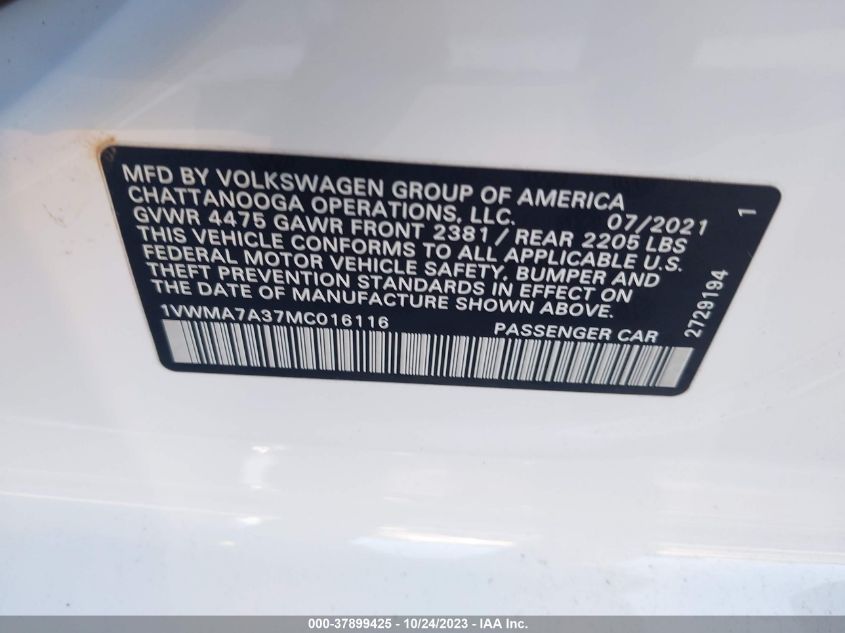 MFD BY VOLKSWAGEN GROUP OF AMERICA
CHATTANOOGA OPERATIONS, LLC. 07/2021 1
GVWR 4475 GAWR FRONT 2381 / REAR 2205 LBS
THIS VEHICLE CONFORMS TO ALL APPLICABLE U.S.
FEDERAL MOTOR VEHICLE SAFETY, BUMPER AND
THEFT PREVENTION STANDARDS IN EFFECT ON
THE DATE OF MANUFACTURE SHOWN ABOVE.
1VWMA7A37MC016116 PASSENGER CAR
2729194
000-37899425 - 10/24/2023 - IAA Inc.